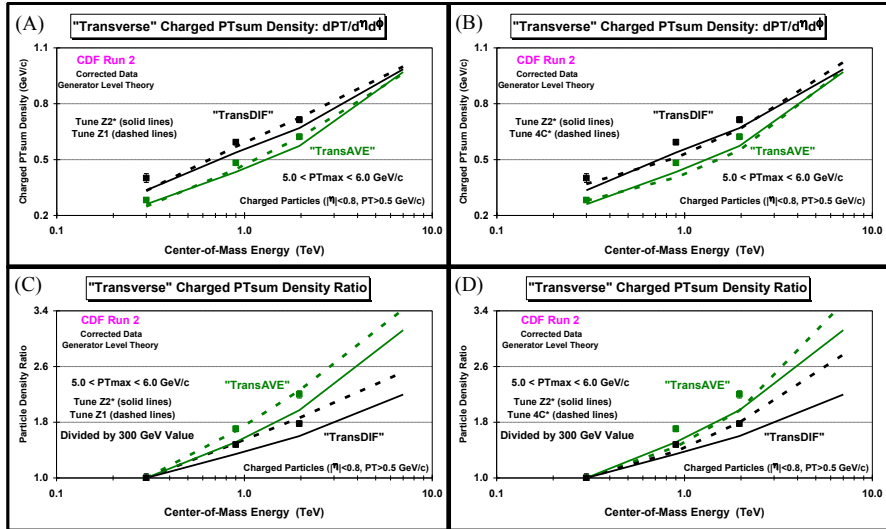 (A)
"Transverse" Charged PTsum Density: dPT/dηdφ
Charged PTsum Density (GeV/c)
1.1
0.8
0.5
0.2
CDF Run 2
Corrected Data
Generator Level Theory
Tune Z2* (solid lines)
Tune Z1 (dashed lines)
"TransDIF"
"TransAVE"
5.0 < PTmax < 6.0 GeV/c
Charged Particles (|η|<0.8, PT>0.5 GeV/c)
0.1
1.0
10.0
Center-of-Mass Energy (TeV)
(B)
"Transverse" Charged PTsum Density: dPT/dηdφ
Charged PTsum Density (GeV/c)
1.1
0.8
0.5
0.2
CDF Run 2
Corrected Data
Generator Level Theory
Tune Z2* (solid lines)
Tune 4C* (dashed lines)
"TransDIF"
"TransAVE"
5.0 < PTmax < 6.0 GeV/c
Charged Particles (|η|<0.8, PT>0.5 GeV/c)
0.1
1.0
10.0
Center-of-Mass Energy (TeV)
(C)
"Transverse" Charged PTsum Density Ratio
Particle Density Ratio
3.4
2.6
1.8
1.0
CDF Run 2
Corrected Data
Generator Level Theory
5.0 < PTmax < 6.0 GeV/c
"TransAVE"
Tune Z2* (solid lines)
Tune Z1 (dashed lines)
Divided by 300 GeV Value
"TransDIF"
Charged Particles (|η|<0.8, PT>0.5 GeV/c)
0.1
1.0
10.0
Center-of-Mass Energy (TeV)
(D)
"Transverse" Charged PTsum Density Ratio
Particle Density Ratio
3.4
2.6
1.8
1.0
CDF Run 2
Corrected Data
Generator Level Theory
5.0 < PTmax < 6.0 GeV/c
"TransAVE"
Tune Z2* (solid lines)
Tune 4C* (dashed lines)
Divided by 300 GeV Value
"TransDIF"
Charged Particles (|η|<0.8, PT>0.5 GeV/c)
0.1
1.0
10.0
Center-of-Mass Energy (TeV)